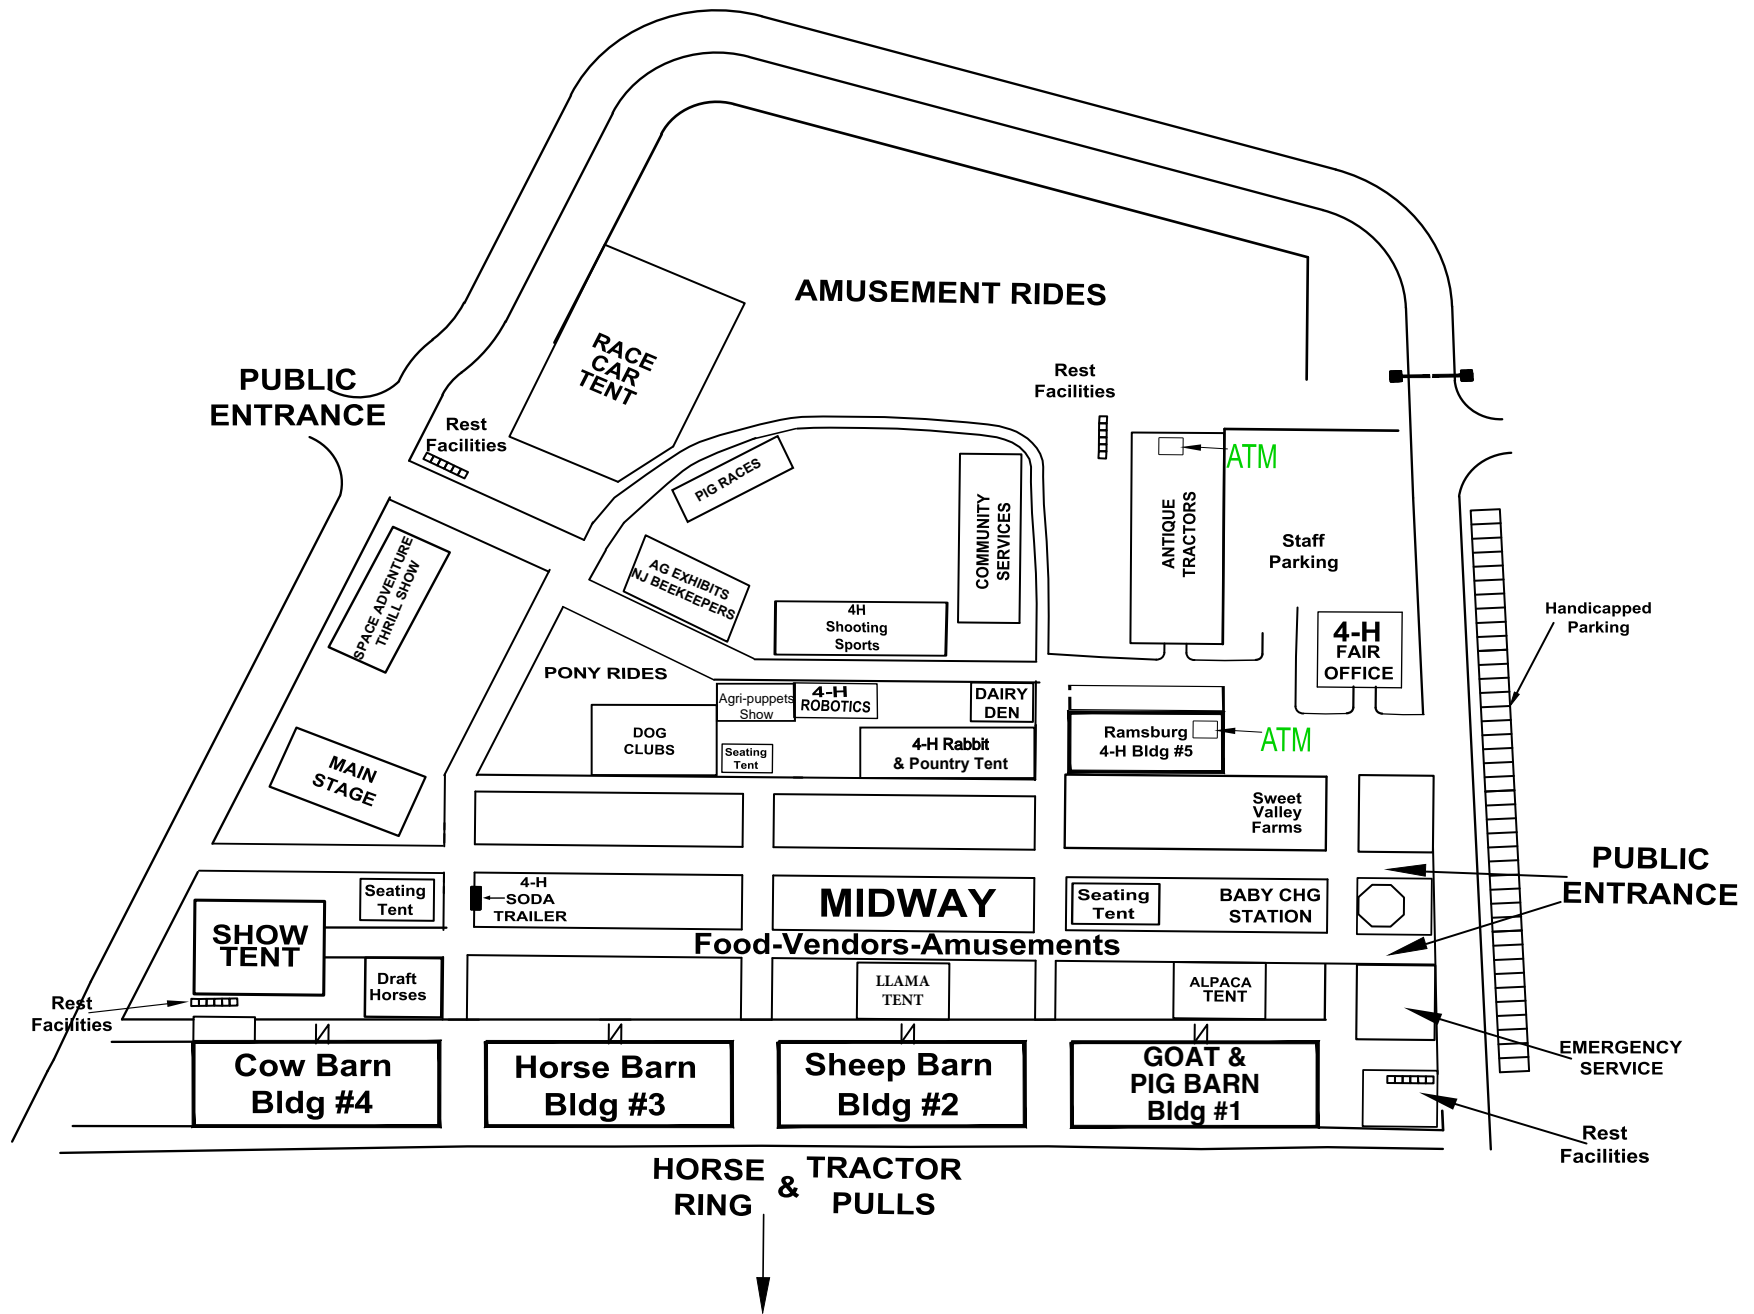 AMUSEMENT RIDES
RACE
CAR
TENT
PUBLIC
ENTRANCE
Rest
Facilities
Rest
Facilities
PIG RACES
ATM
COMMUNITY
SERVICES
ANTIQUE
TRACTORS
Staff
Parking
SPACE ADVENTURE
THRILL SHOW
AG EXHIBITS
NJ BEEKEEPERS
4H
Shooting
Sports
4-H
FAIR
OFFICE
Handicapped
Parking
PONY RIDES
Agri-puppets
Show
4-H
ROBOTICS
DAIRY
DEN
DOG
CLUBS
Seating
Tent
4-H Rabbit
& Pountry Tent
Ramsburg
4-H Bldg #5
ATM
MAIN
STAGE
Sweet
Valley
Farms
PUBLIC
ENTRANCE
Seating
Tent
4-H
SODA
TRAILER
MIDWAY
Seating
Tent
BABY CHG
STATION
SHOW
TENT
Food-Vendors-Amusements
Draft
Horses
LLAMA
TENT
ALPACA
TENT
Rest
Facilities
EMERGENCY
SERVICE
Cow Barn
Bldg #4
Horse Barn
Bldg #3
Sheep Barn
Bldg #2
GOAT &
PIG BARN
Bldg #1
Rest
Facilities
HORSE
RING
&
TRACTOR
PULLS